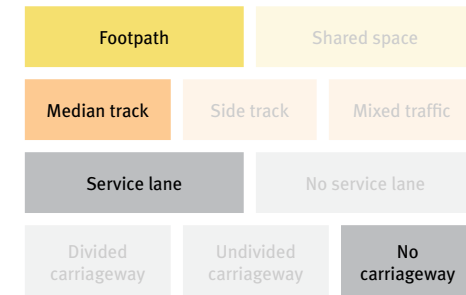 Footpath
Shared space
Median track
Side track
Mixed traffic
Service lane
No service lane
Divided
carriageway
Undivided
carriageway
No
carriageway